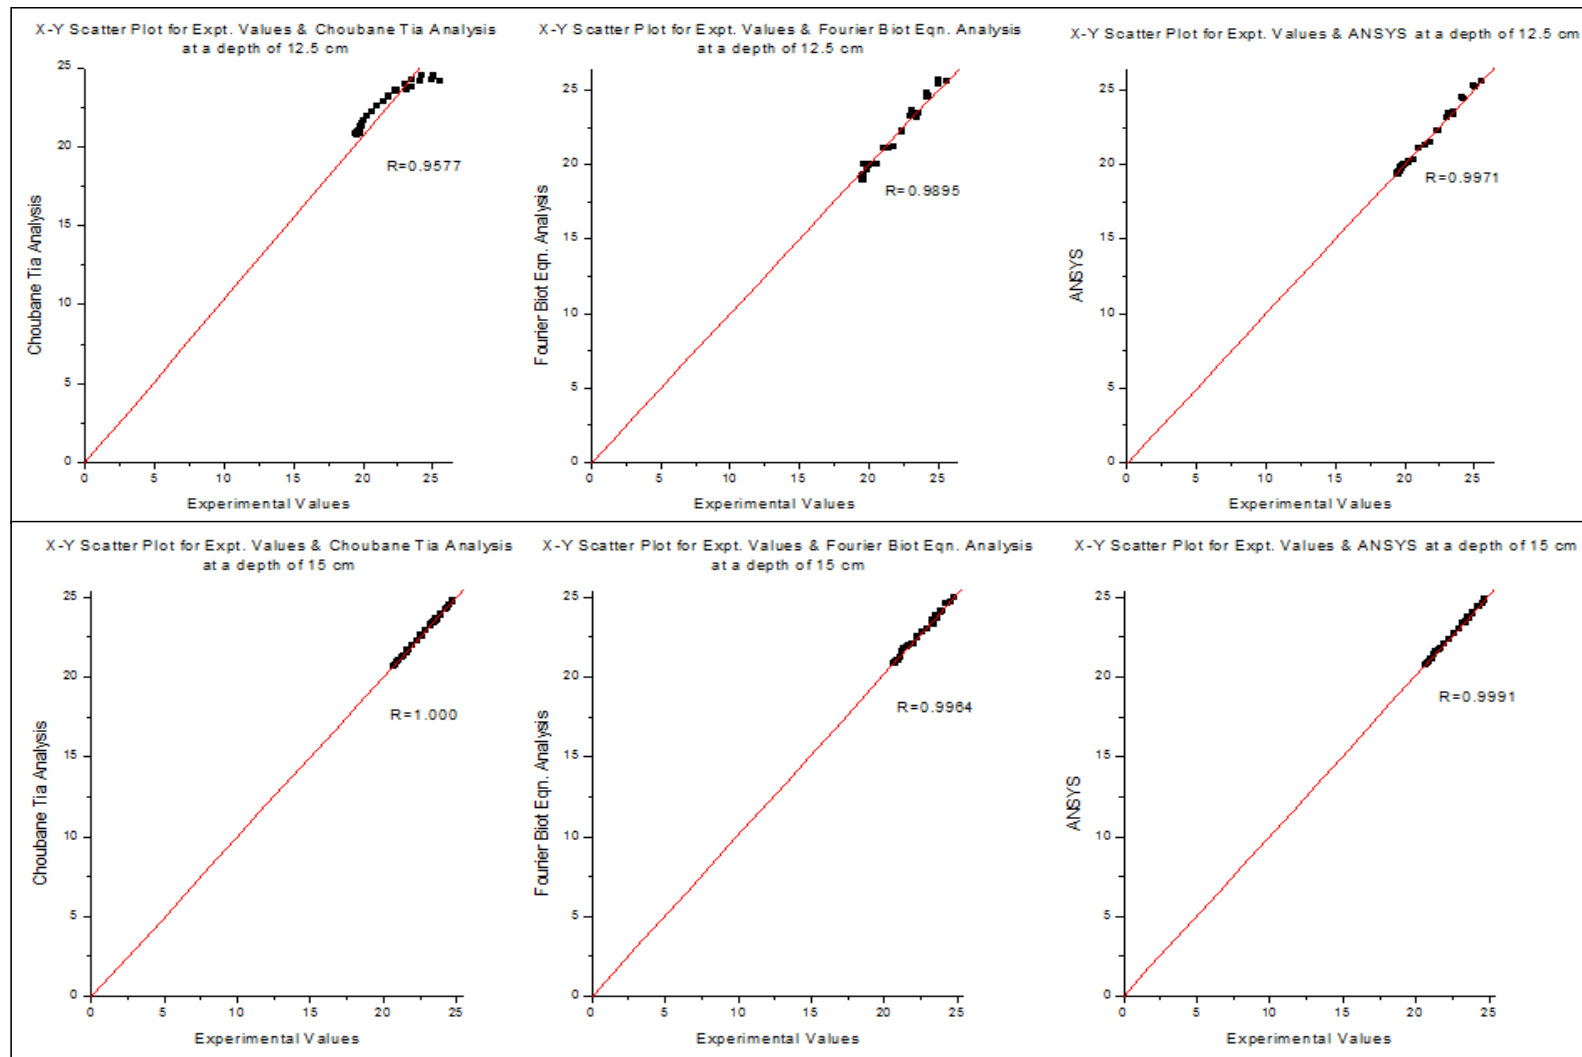 X-Y Scatter Plot for Expt. Values & Choubane Tia Analysis
at a depth of 12.5 cm
25
20
15
10
5
0
0
5
10
15
20
25
R=0.9577
Choubane Tia Analysis
Experimental Values
X-Y Scatter Plot for Expt. Values & Fourier Biot Eqn. Analysis
at a depth of 12.5 cm
25
20
15
10
5
0
0
5
10
15
20
25
R=0.9895
Fourier Biot Eqn. Analysis
Experimental Values
X-Y Scatter Plot for Expt. Values & ANSYS at a depth of 12.5 cm
25
20
15
10
5
0
0
5
10
15
20
25
R=0.9971
ANSYS
Experimental Values
X-Y Scatter Plot for Expt. Values & Choubane Tia Analysis
at a depth of 15 cm
25
20
15
10
5
0
0
5
10
15
20
25
R=1.000
Choubane Tia Analysis
Experimental Values
X-Y Scatter Plot for Expt. Values & Fourier Biot Eqn. Analysis
at a depth of 15 cm
25
20
15
10
5
0
0
5
10
15
20
25
R=0.9964
Fourier Biot Eqn. Analysis
Experimental Values
X-Y Scatter Plot for Expt. Values & ANSYS at a depth of 15 cm
25
20
15
10
5
0
0
5
10
15
20
25
R=0.9991
ANSYS
Experimental Values